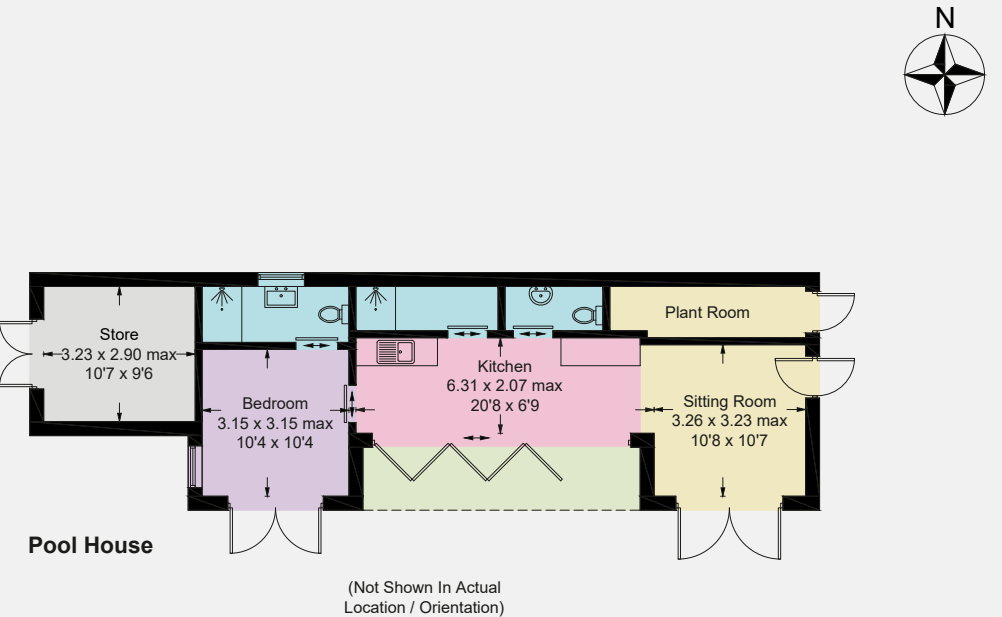 N
Plant Room
Store
3.23 x 2.90 max
10'7 x 9'6
Kitchen
6.31 x 2.07 max
20'8 x 6'9
Bedroom
3.15 x 3.15 max
10'4 x 10'4
Sitting Room
3.26 x 3.23 max
10'8 x 10'7
Pool House
(Not Shown In Actual
Location / Orientation)